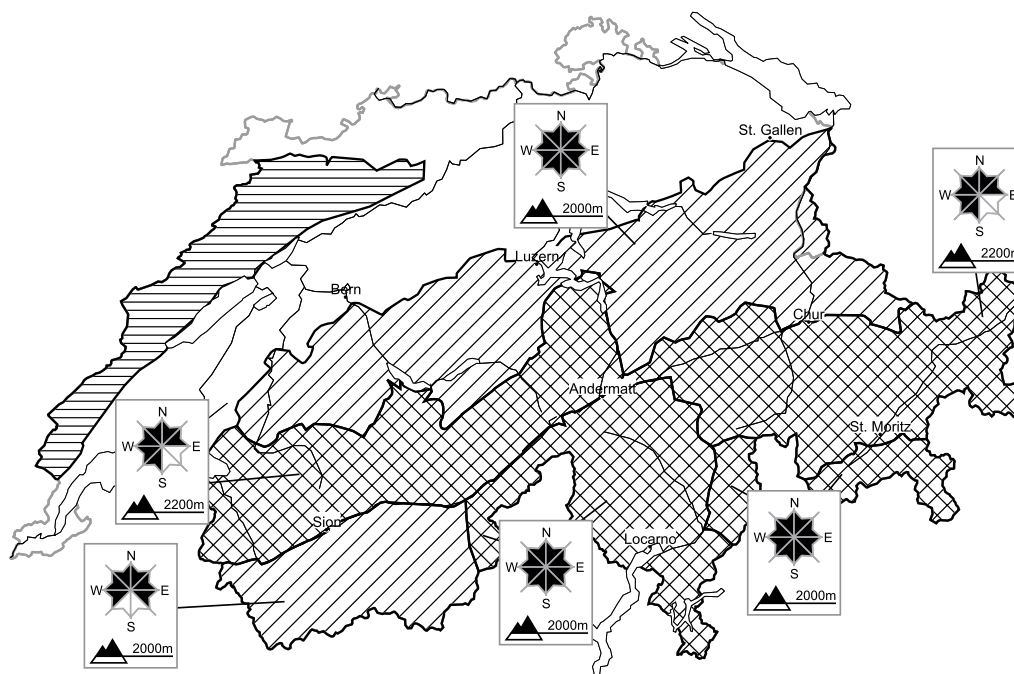 N
W E
S
2000m
St. Gallen
N
W E
S
2200m
Luzern
Bern
Chur
Andermatt
St. Moritz
N
W E
S
2200m
Sion
N
W E
S
2000m
Locarno
N
W E
S
2000m
N
W E
S
2000m